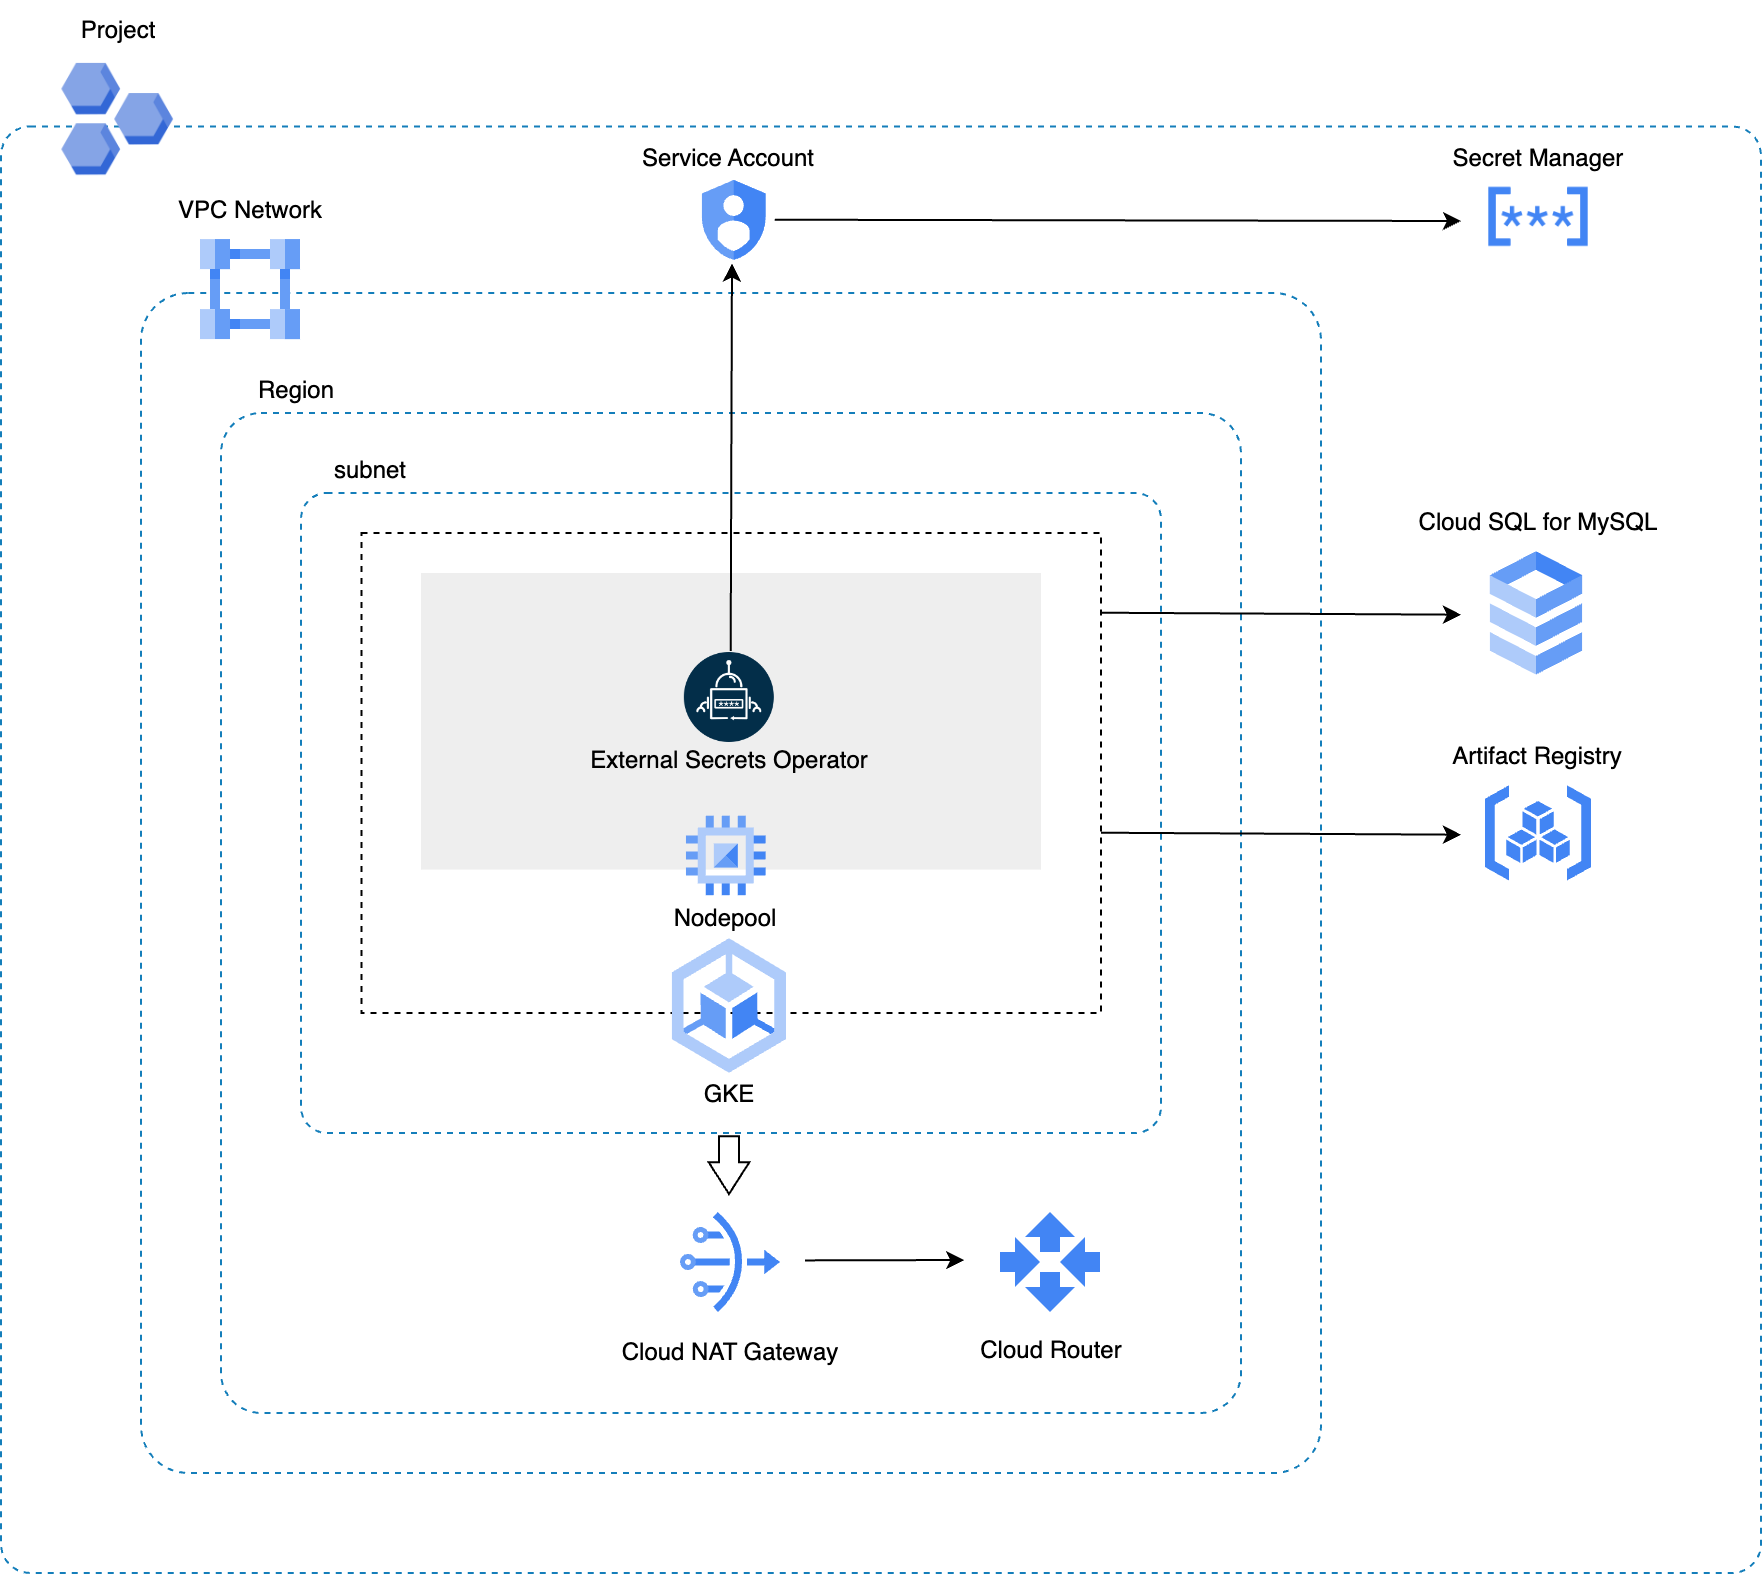 Project
Service Account
Secret Manager
VPC Network
Region
subnet
Cloud SQL for MySQL
External Secrets Operator
Artifact Registry
Nodepool
GKE
Cloud NAT Gateway
Cloud Router